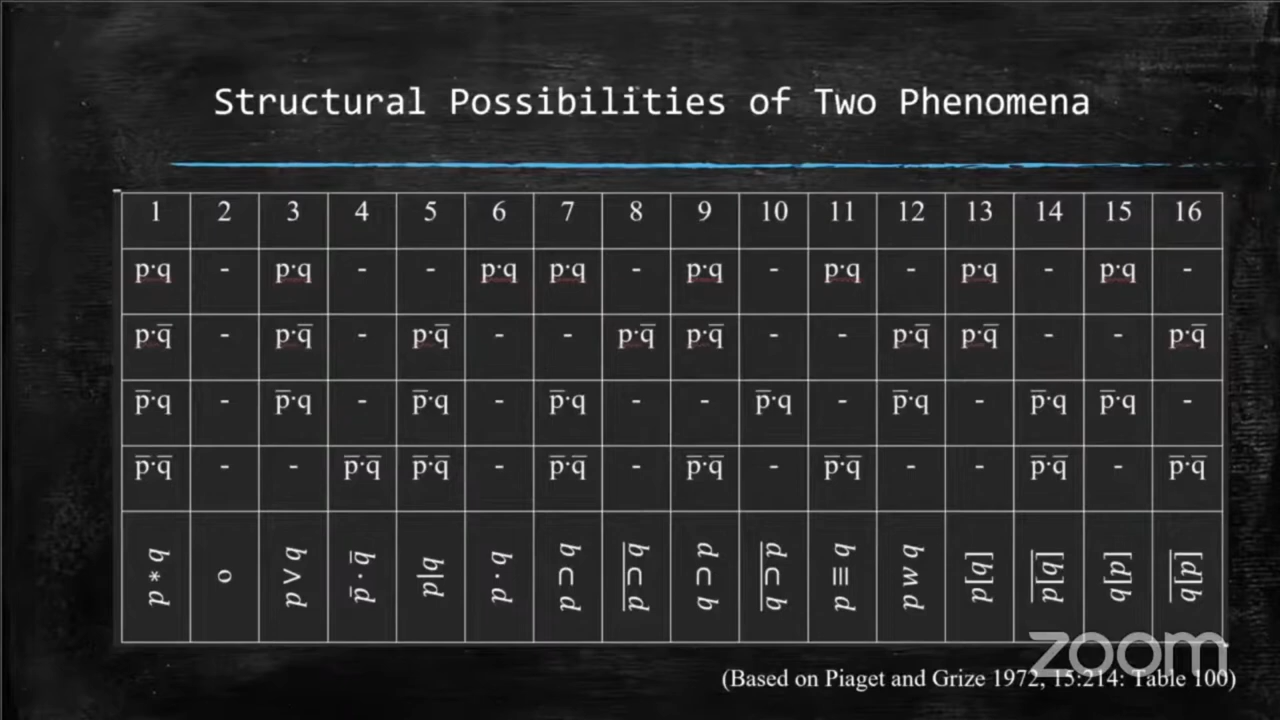 Structural Possibilities of Two Phenomena
1 2 3 4 5 6 7 8 9 10 11 12 13 14 15 16
p·q - p·q - - p·q p·q - p·q - p·q - p·q - p·q -
p·q̅ - p·q̅ - p·q̅ - - p·q̅ p·q̅ - - p·q̅ p·q̅ - - p·q̅
p̅·q - p̅·q - p̅·q - p̅·q - - p̅·q - p̅·q - p̅·q p̅·q -
p̅·q̅ - - p̅·q̅ p̅·q̅ - p̅·q̅ - p̅·q̅ - p̅·q̅ - - p̅·q̅ - p̅·q̅
p * q o p ∨ q p̅ · q̅ p|q p · q p ⊃ q p̅ ̅⊃̅ ̅q̅ q ⊃ p q̅ ̅⊃̅ ̅p̅ p ≡ q p w q p[q] p̅[̅q̅]̅ q[p] q̅[̅p̅]̅
zoom
(Based on Piaget and Grize 1972, 15:214: Table 100)